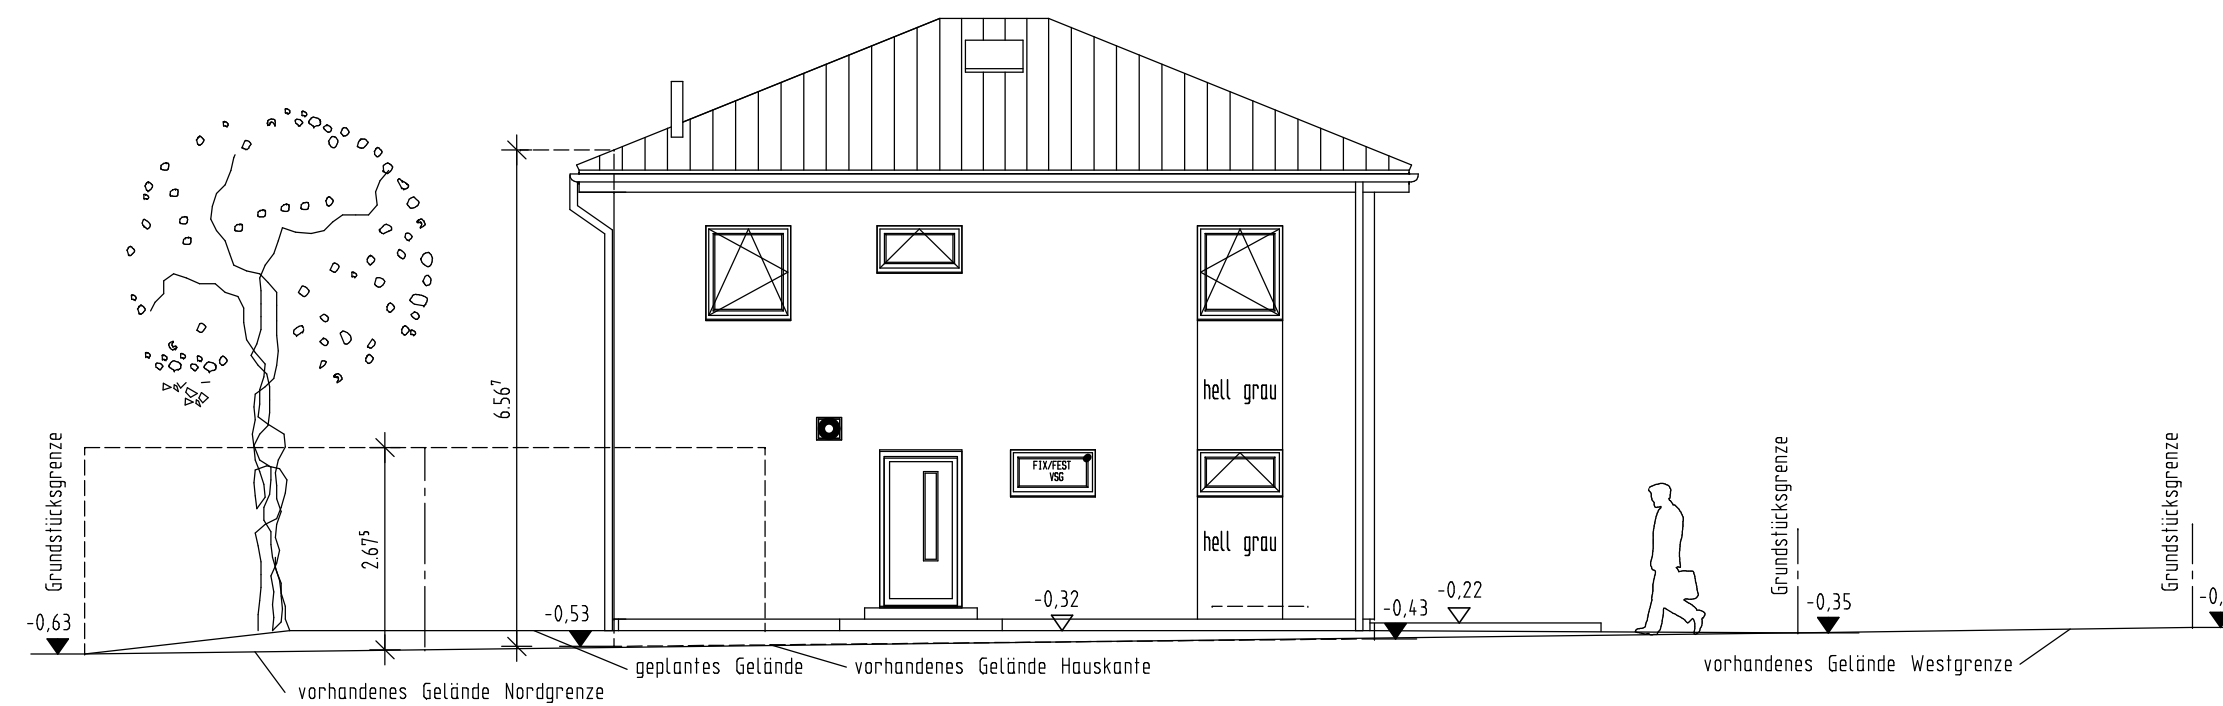 6.56⁷
hell grau
Grundstücksgrenze
Grundstücksgrenze
Grundstücksgrenze
FIX/FEST
VSG
2.67⁵
hell grau
-0,63
-0,53
-0,32
-0,43
-0,22
-0,35
-0,
geplantes Gelände
vorhandenes Gelände Hauskante
vorhandenes Gelände Westgrenze
vorhandenes Gelände Nordgrenze